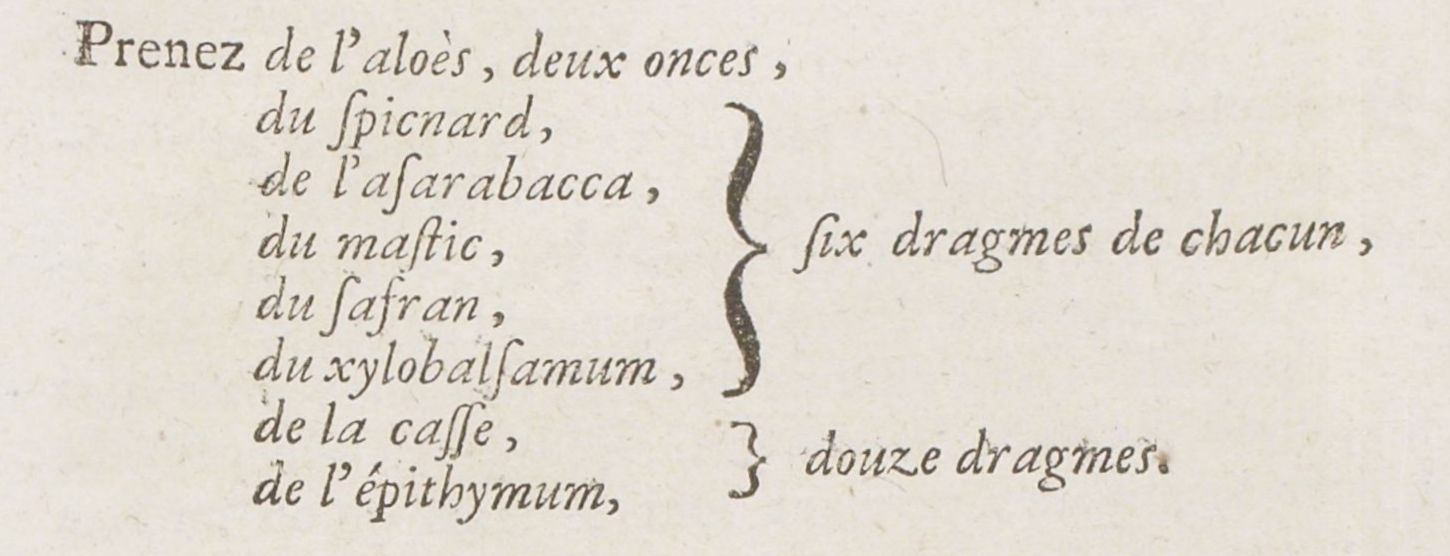 Prenez de l'aloès, deux onces,
du ſpicnard,
de l'aſarabacca,
du maſtic,
du ſafran,
du xylobalſamum,
ſix dragmes de chacun,
de la caſſe,
de l'épithymum,
douze dragmes.